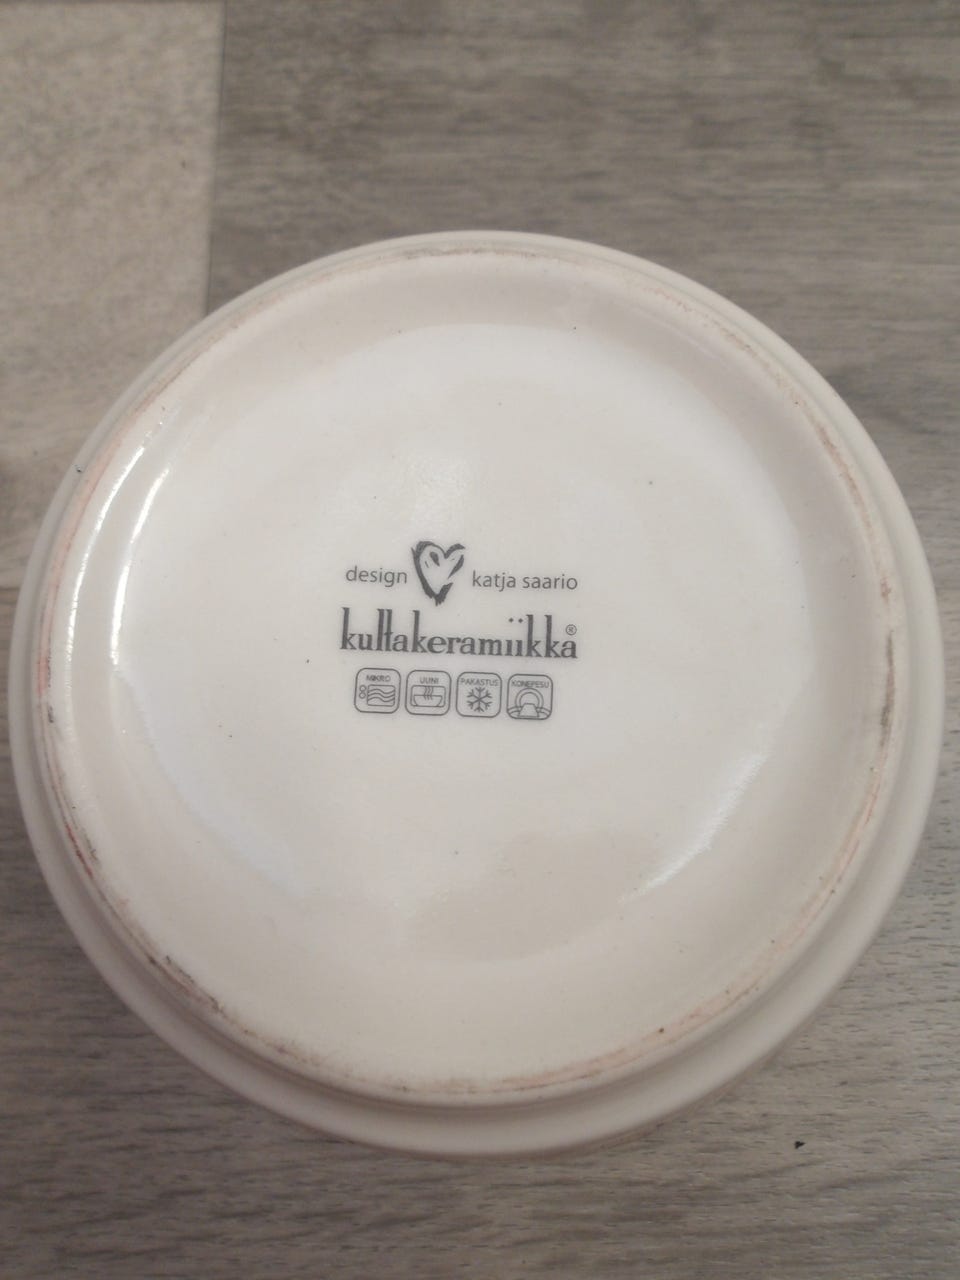 design katja saario
kultakeramiikka®
MIKRO UUNI PAKASTUS KONEPESU